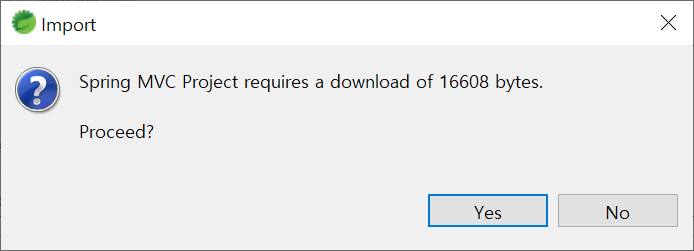 Import
Spring MVC Project requires a download of 16608 bytes.
Proceed?
Yes
No